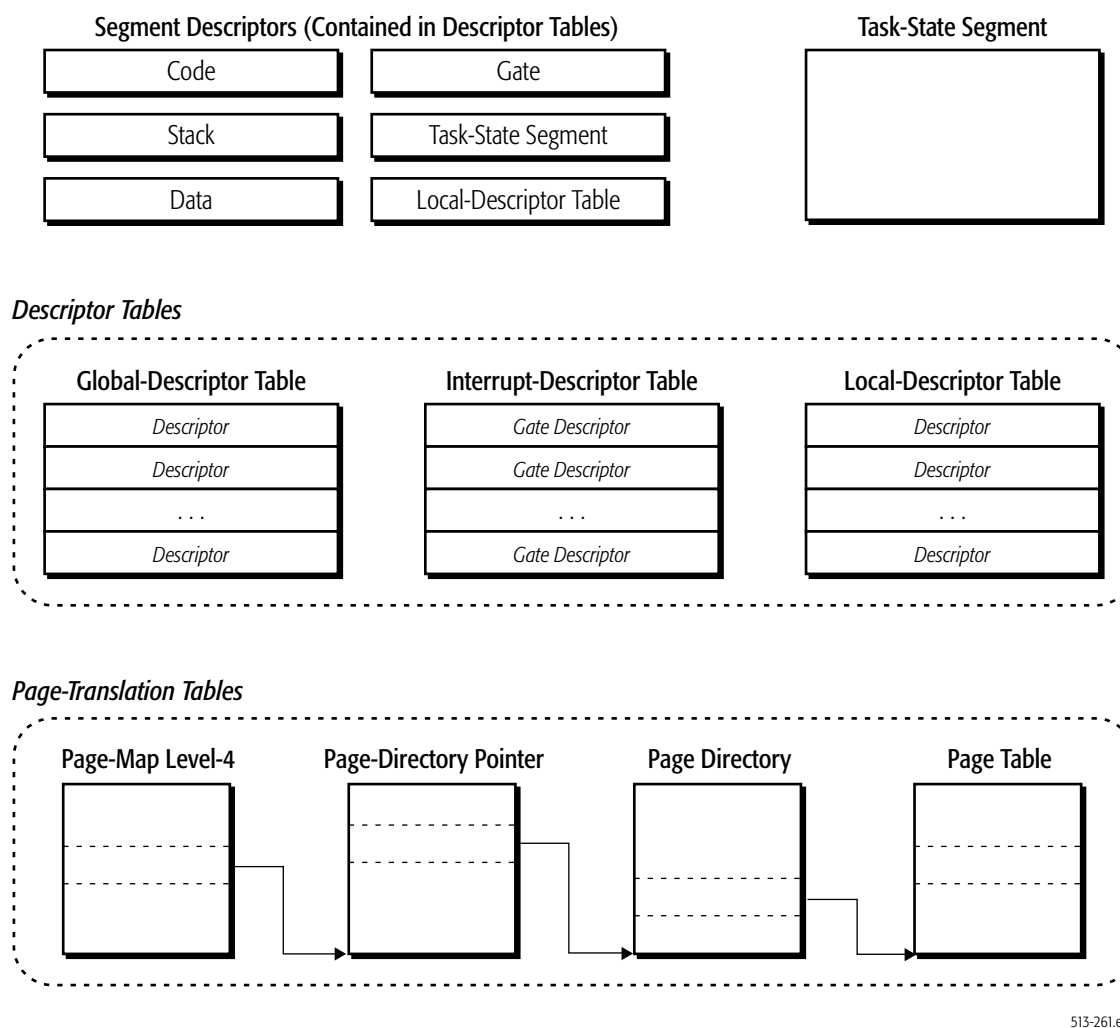 Segment Descriptors (Contained in Descriptor Tables)
Task-State Segment
Code
Gate
Stack
Task-State Segment
Data
Local-Descriptor Table
Descriptor Tables
Global-Descriptor Table
Interrupt-Descriptor Table
Local-Descriptor Table
Descriptor
Gate Descriptor
Descriptor
Descriptor
Gate Descriptor
Descriptor
. . .
. . .
. . .
Descriptor
Gate Descriptor
Descriptor
Page-Translation Tables
Page-Map Level-4
Page-Directory Pointer
Page Directory
Page Table
513-261.e